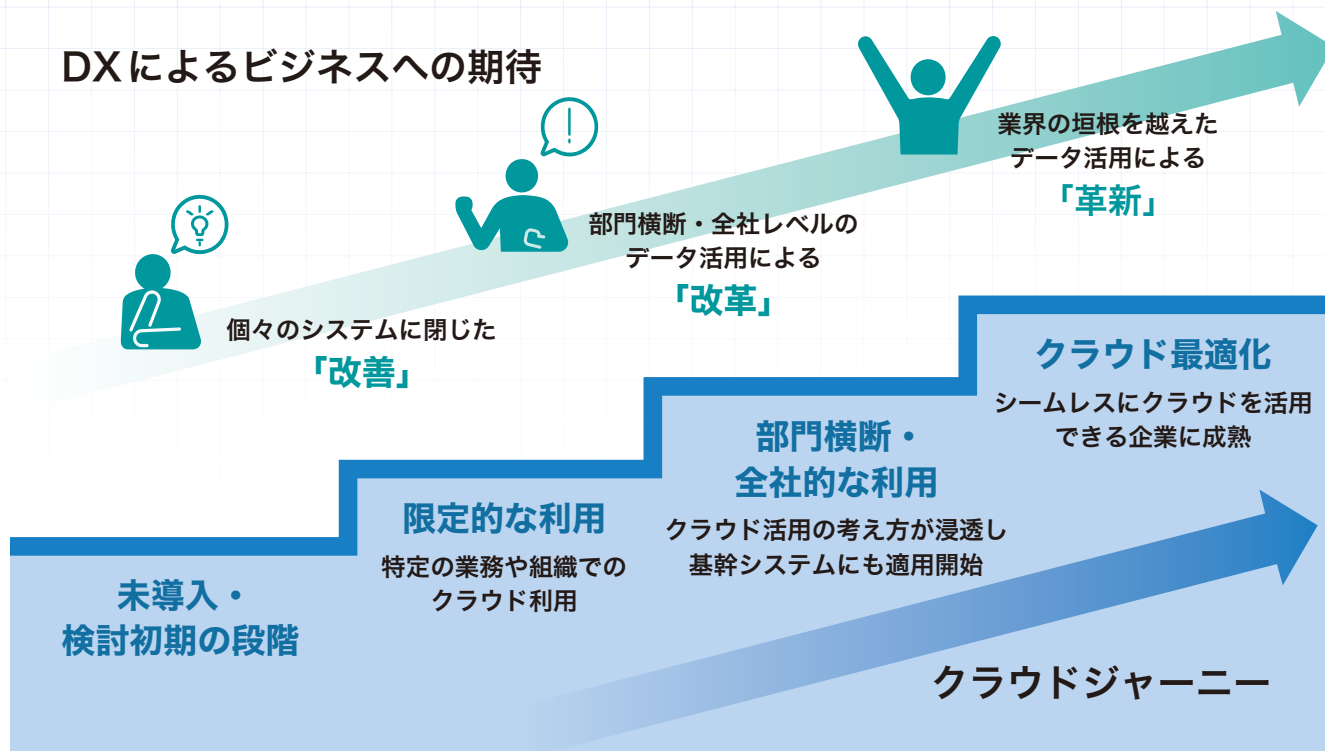 DXによるビジネスへの期待
個々のシステムに閉じた
「改善」
部門横断・全社レベルの
データ活用による
「改革」
業界の垣根を越えた
データ活用による
「革新」
未導入・
検討初期の段階
限定的な利用
特定の業務や組織での
クラウド利用
部門横断・
全社的な利用
クラウド活用の考え方が浸透し
基幹システムにも適用開始
クラウド最適化
シームレスにクラウドを活用
できる企業に成熟
クラウドジャーニー